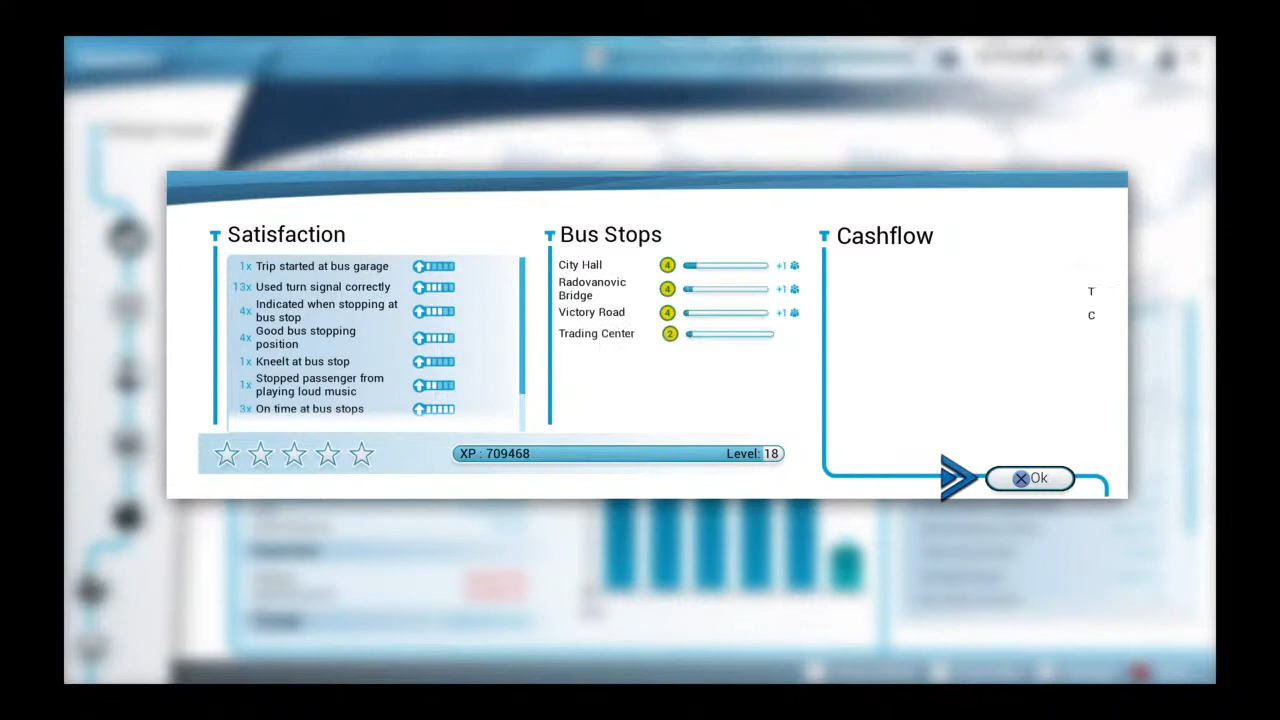 Satisfaction
1x Trip started at bus garage
13x Used turn signal correctly
4x Indicated when stopping at
bus stop
4x Good bus stopping
position
1x Kneelt at bus stop
1x Stopped passenger from
playing loud music
3x On time at bus stops
Bus Stops
City Hall 4 +1
Radovanovic
Bridge 4 +1
Victory Road 4 +1
Trading Center 2
Cashflow
T
C
XP : 709468 Level: 18
Ok